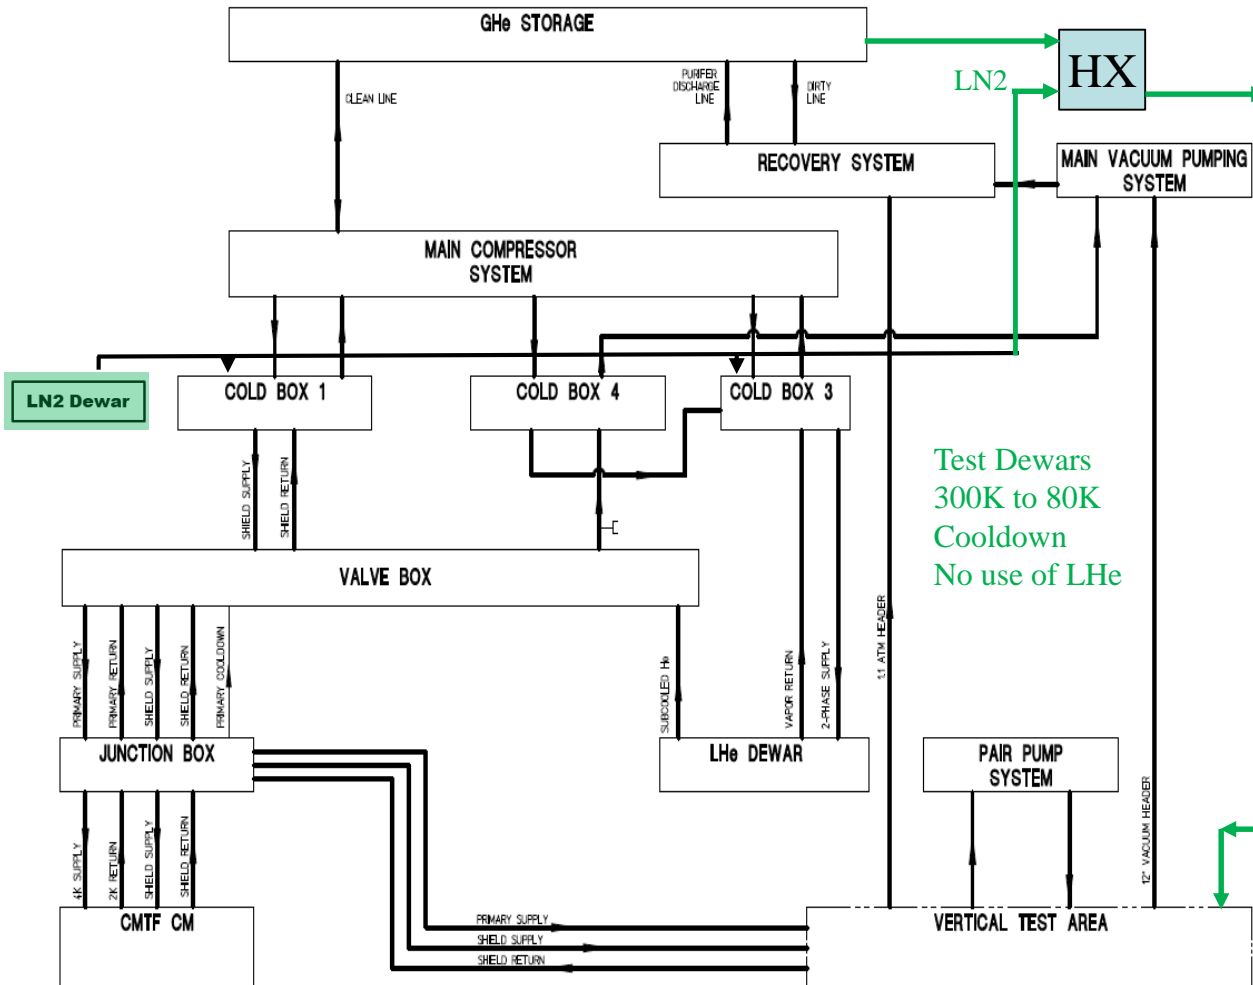 GHe STORAGE
HX
LN2
CLEAN LINE
PURIFER
DISCHARGE
LINE
DIRTY
LINE
RECOVERY SYSTEM
MAIN VACUUM PUMPING
SYSTEM
MAIN COMPRESSOR
SYSTEM
LN2 Dewar
COLD BOX 1
COLD BOX 4
COLD BOX 3
SHIELD SUPPLY
SHIELD RETURN
Test Dewars
300K to 80K
Cooldown
No use of LHe
VALVE BOX
PRIMARY SUPPLY
PRIMARY RETURN
SHIELD SUPPLY
SHIELD RETURN
PRIMARY COOLDOWN
SUBCOOLED He
VAPOR RETURN
2-PHASE SUPPLY
1.1 ATM HEADER
JUNCTION BOX
LHe DEWAR
PAIR PUMP
SYSTEM
12" VACUUM HEADER
4K SUPPLY
2K RETURN
SHIELD SUPPLY
SHIELD RETURN
CMTF CM
PRIMARY SUPPLY
SHIELD SUPPLY
SHIELD RETURN
VERTICAL TEST AREA